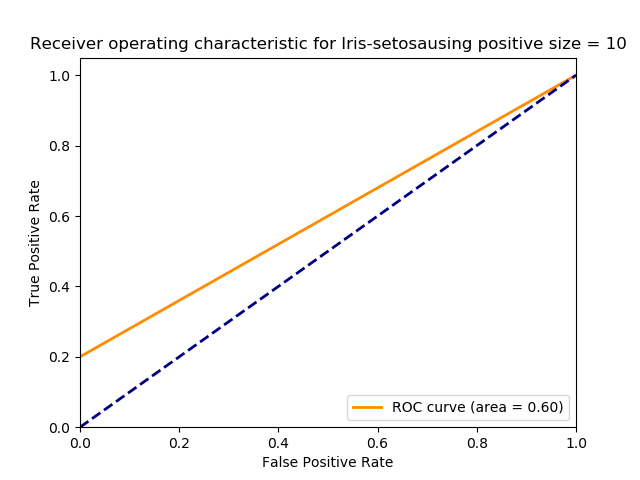 Receiver operating characteristic for Iris-setosausing positive size = 10
1.0
0.8
0.6
0.4
0.2
0.0
True Positive Rate
ROC curve (area = 0.60)
0.0 0.2 0.4 0.6 0.8 1.0
False Positive Rate